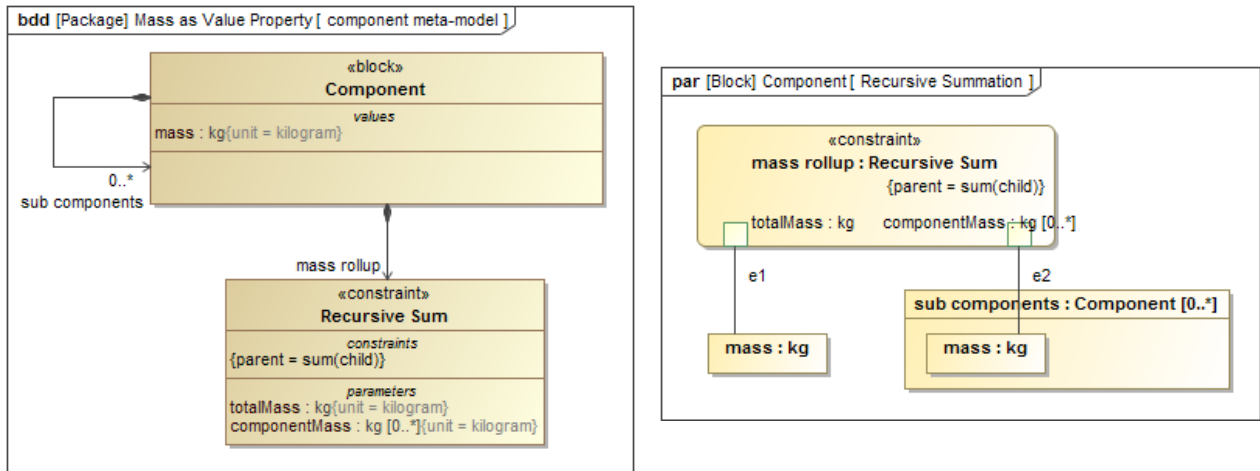 bdd [Package] Mass as Value Property [ component meta-model ]
«block»
Component
values
mass : kg{unit = kilogram}
0..*
sub components
mass rollup
«constraint»
Recursive Sum
constraints
{parent = sum(child)}
parameters
totalMass : kg{unit = kilogram}
componentMass : kg [0..*]{unit = kilogram}
par [Block] Component [ Recursive Summation ]
«constraint»
mass rollup : Recursive Sum
{parent = sum(child)}
totalMass : kg componentMass : kg [0..*]
e1 e2
sub components : Component [0..*]
mass : kg mass : kg